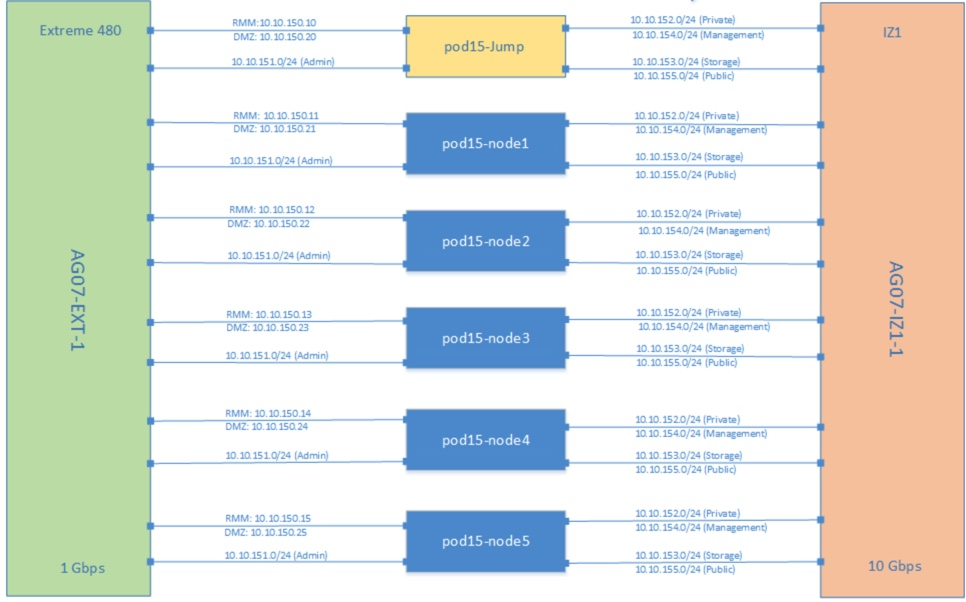 Extreme 480
AG07-EXT-1
1 Gbps
RMM:10.10.150.10
DMZ: 10.10.150.20
10.10.151.0/24 (Admin)
pod15-Jump
10.10.152.0/24 (Private)
10.10.154.0/24 (Management)
10.10.153.0/24 (Storage)
10.10.155.0/24 (Public)
RMM: 10.10.150.11
DMZ: 10.10.150.21
10.10.151.0/24 (Admin)
pod15-node1
10.10.152.0/24 (Private)
10.10.154.0/24 (Management)
10.10.153.0/24 (Storage)
10.10.155.0/24 (Public)
RMM: 10.10.150.12
DMZ: 10.10.150.22
10.10.151.0/24 (Admin)
pod15-node2
10.10.152.0/24 (Private)
10.10.154.0/24 (Management)
10.10.153.0/24 (Storage)
10.10.155.0/24 (Public)
RMM: 10.10.150.13
DMZ: 10.10.150.23
10.10.151.0/24 (Admin)
pod15-node3
10.10.152.0/24 (Private)
10.10.154.0/24 (Management)
10.10.153.0/24 (Storage)
10.10.155.0/24 (Public)
RMM: 10.10.150.14
DMZ: 10.10.150.24
10.10.151.0/24 (Admin)
pod15-node4
10.10.152.0/24 (Private)
10.10.154.0/24 (Management)
10.10.153.0/24 (Storage)
10.10.155.0/24 (Public)
RMM: 10.10.150.15
DMZ: 10.10.150.25
10.10.151.0/24 (Admin)
pod15-node5
10.10.152.0/24 (Private)
10.10.154.0/24 (Management)
10.10.153.0/24 (Storage)
10.10.155.0/24 (Public)
IZ1
AG07-IZ1-1
10 Gbps